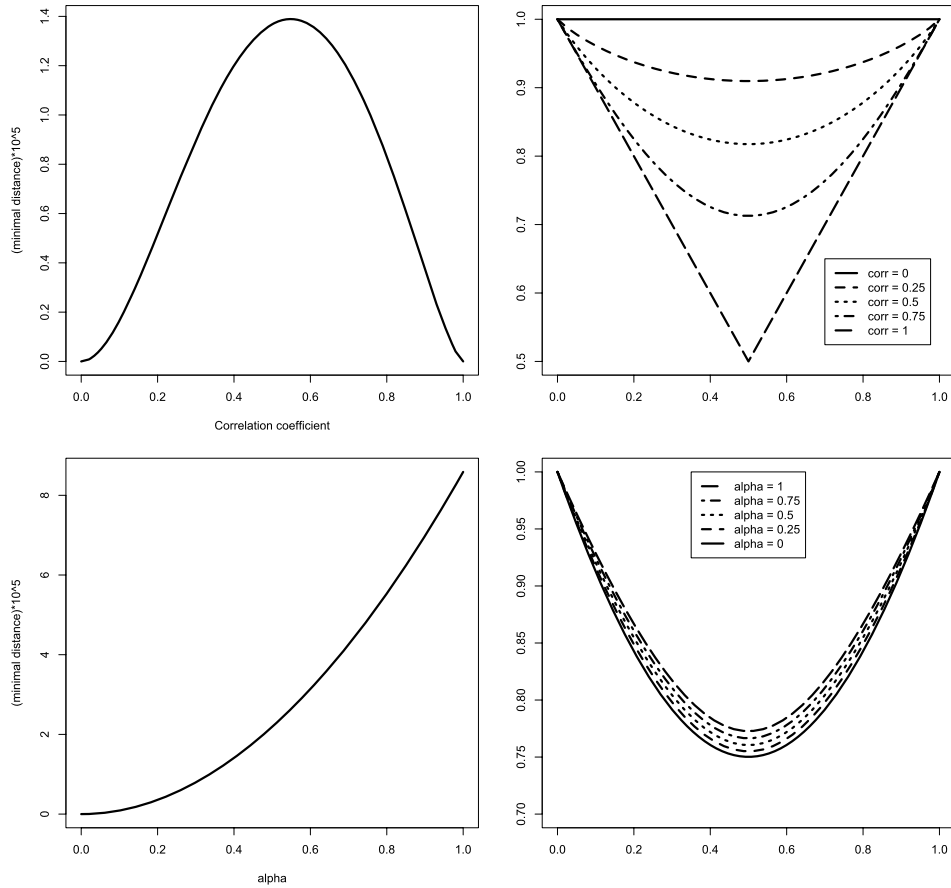 (minimal distance)*10^5
1.4
1.2
1.0
0.8
0.6
0.4
0.2
0.0
0.0 0.2 0.4 0.6 0.8 1.0
Correlation coefficient
1.0
0.9
0.8
0.7
0.6
0.5
corr = 0
corr = 0.25
corr = 0.5
corr = 0.75
corr = 1
0.0 0.2 0.4 0.6 0.8 1.0
(minimal distance)*10^5
8
6
4
2
0
0.0 0.2 0.4 0.6 0.8 1.0
alpha
1.00
0.95
0.90
0.85
0.80
0.75
0.70
alpha = 1
alpha = 0.75
alpha = 0.5
alpha = 0.25
alpha = 0
0.0 0.2 0.4 0.6 0.8 1.0